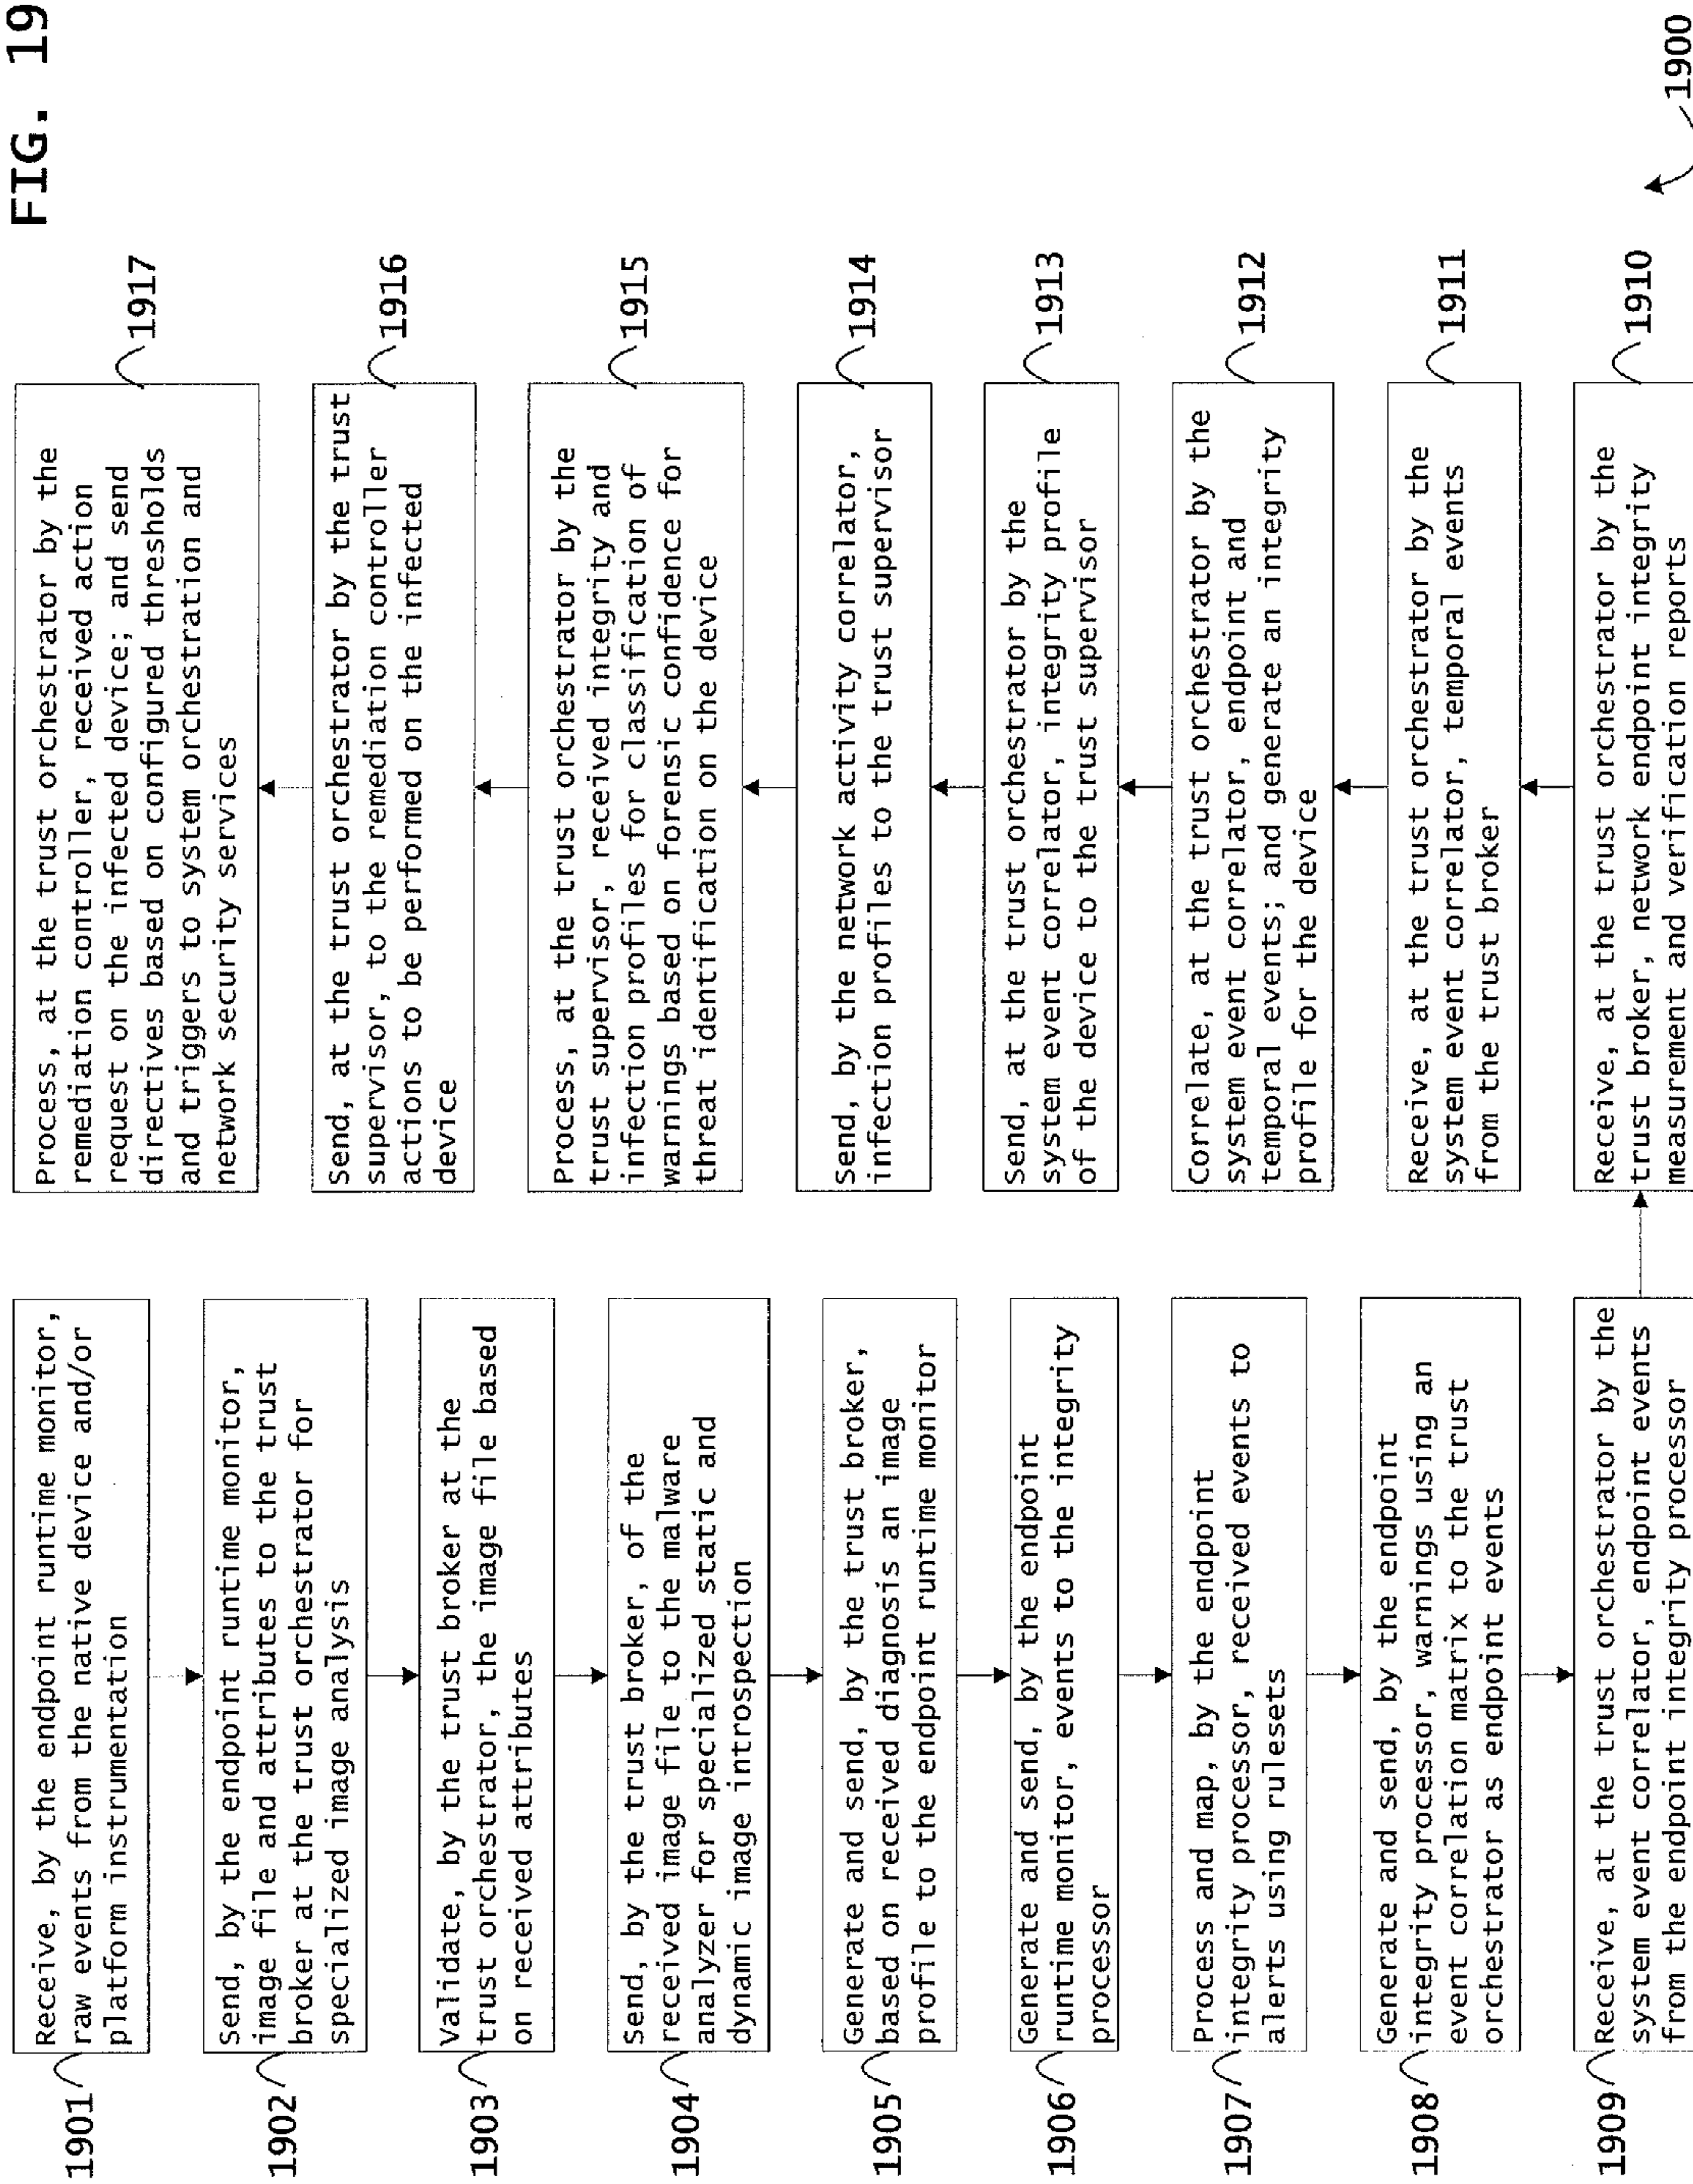 FIG. 19
1901
Receive, by the endpoint runtime monitor,
raw events from the native device and/or
platform instrumentation
1902
Send, by the endpoint runtime monitor,
image file and attributes to the trust
broker at the trust orchestrator for
specialized image analysis
1903
Validate, by the trust broker at the
trust orchestrator, the image file based
on received attributes
1904
Send, by the trust broker, of the
received image file to the malware
analyzer for specialized static and
dynamic image introspection
1905
Generate and send, by the trust broker,
based on received diagnosis an image
profile to the endpoint runtime monitor
1906
Generate and send, by the endpoint
runtime monitor, events to the integrity
processor
1907
Process and map, by the endpoint
integrity processor, received events to
alerts using rulesets
1908
Generate and send, by the endpoint
integrity processor, warnings using an
event correlation matrix to the trust
orchestrator as endpoint events
1909
Receive, at the trust orchestrator by the
system event correlator, endpoint events
from the endpoint integrity processor
1910
Receive, at the trust orchestrator by the
trust broker, network endpoint integrity
measurement and verification reports
1911
Receive, at the trust orchestrator by the
system event correlator, temporal events
from the trust broker
1912
Correlate, at the trust orchestrator by the
system event correlator, endpoint and
temporal events; and generate an integrity
profile for the device
1913
Send, at the trust orchestrator by the
system event correlator, integrity profile
of the device to the trust supervisor
1914
Send, by the network activity correlator,
infection profiles to the trust supervisor
1915
Process, at the trust orchestrator by the
trust supervisor, received integrity and
infection profiles for classification of
warnings based on forensic confidence for
threat identification on the device
1916
Send, at the trust orchestrator by the trust
supervisor, to the remediation controller
actions to be performed on the infected
device
1917
Process, at the trust orchestrator by the
remediation controller, received action
request on the infected device; and send
directives based on configured thresholds
and triggers to system orchestration and
network security services
1900